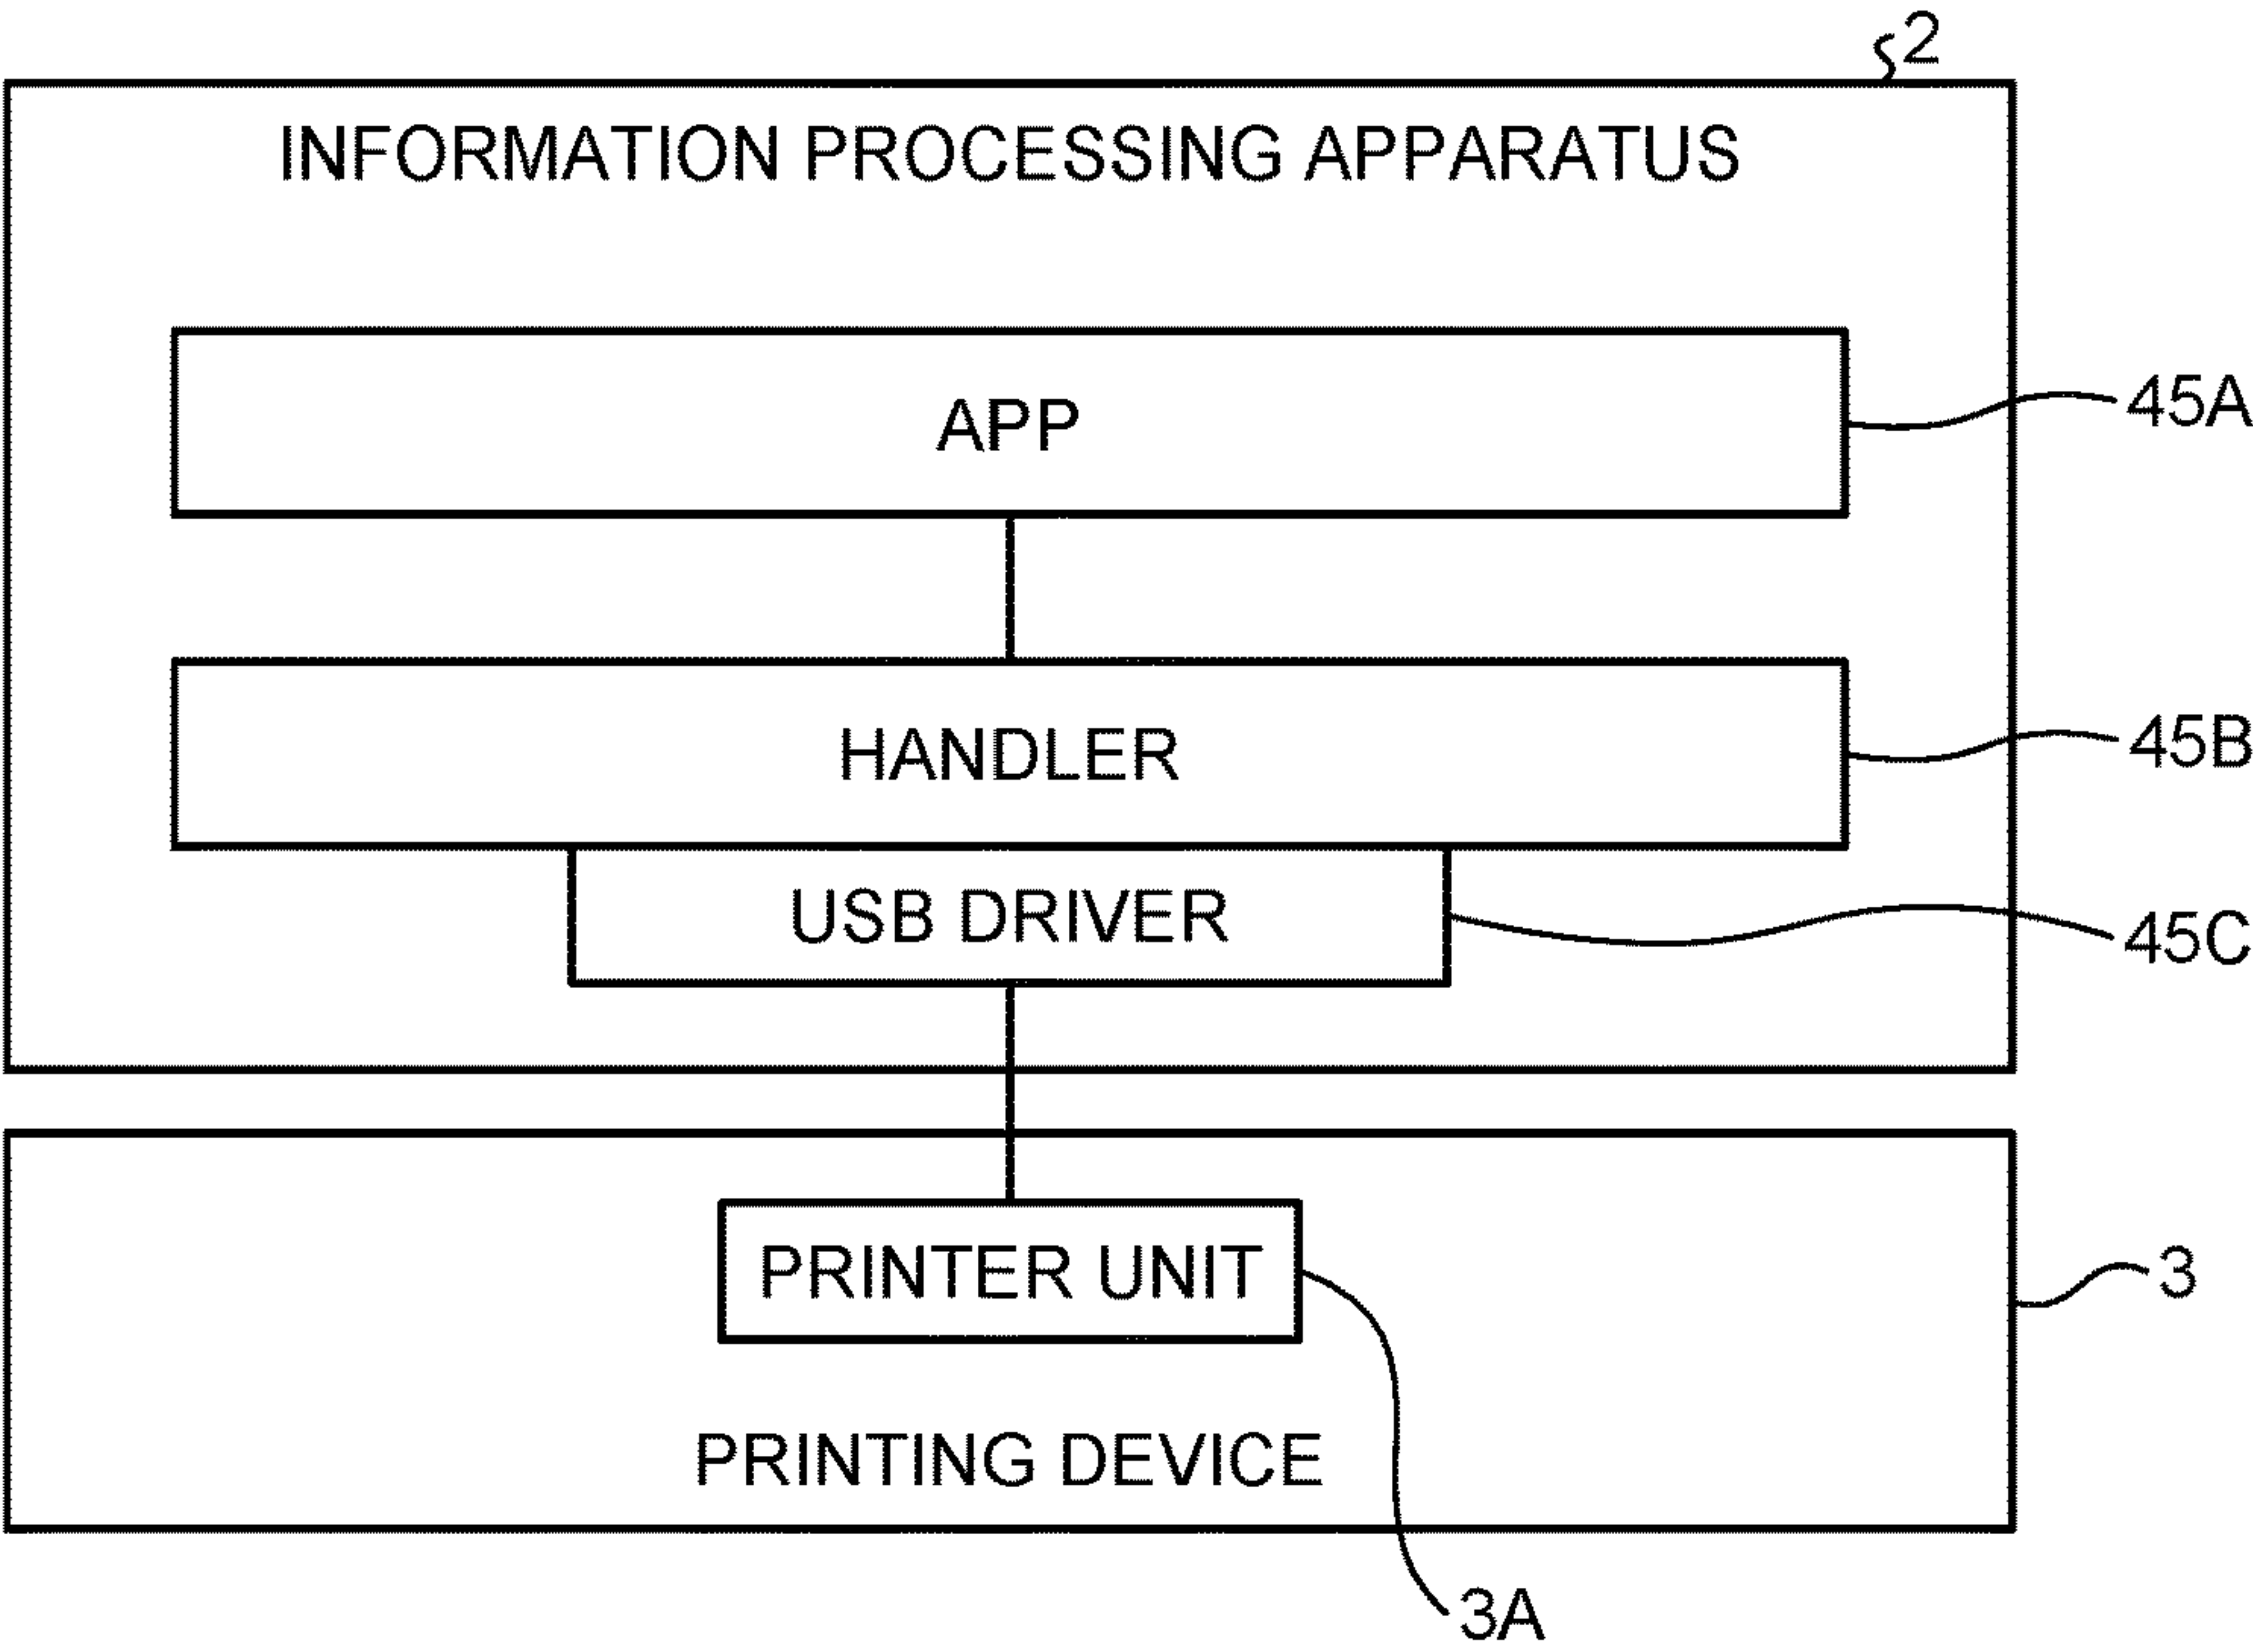 2
INFORMATION PROCESSING APPARATUS
APP
45A
HANDLER
45B
USB DRIVER
45C
PRINTER UNIT
3
PRINTING DEVICE
3A